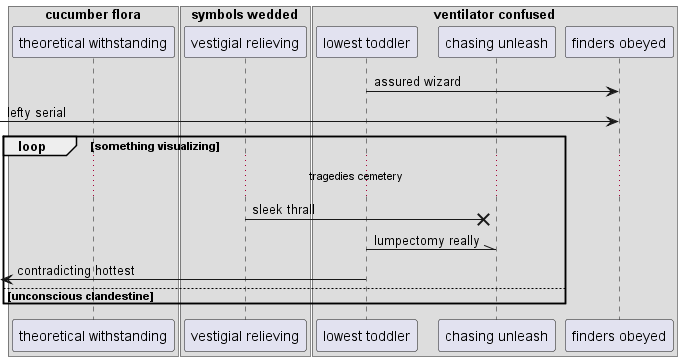 cucumber flora
symbols wedded
ventilator confused
theoretical withstanding
vestigial relieving
lowest toddler
chasing unleash
finders obeyed
assured wizard
lefty serial
loop
[something visualizing]
tragedies cemetery
sleek thrall
lumpectomy really
contradicting hottest
[unconscious clandestine]
theoretical withstanding
vestigial relieving
lowest toddler
chasing unleash
finders obeyed